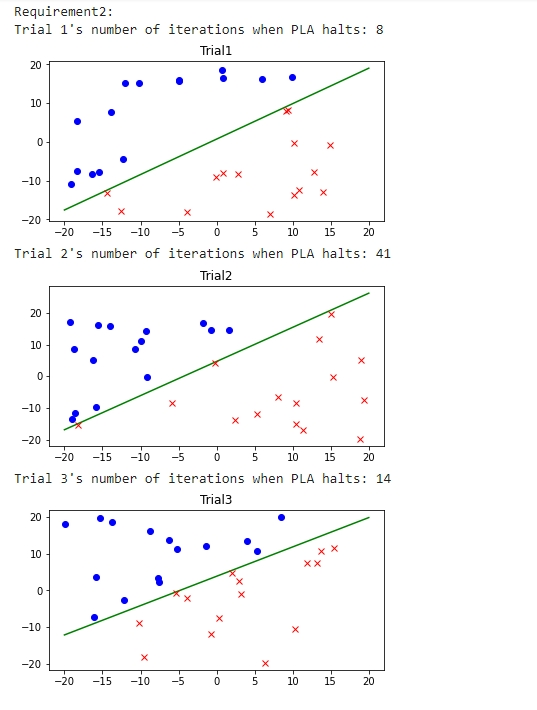 Requirement2:
Trial 1's number of iterations when PLA halts: 8
Trial1
20
10
0
−10
−20
−20 −15 −10 −5 0 5 10 15 20
Trial 2's number of iterations when PLA halts: 41
Trial2
20
10
0
−10
−20
−20 −15 −10 −5 0 5 10 15 20
Trial 3's number of iterations when PLA halts: 14
Trial3
20
10
0
−10
−20
−20 −15 −10 −5 0 5 10 15 20